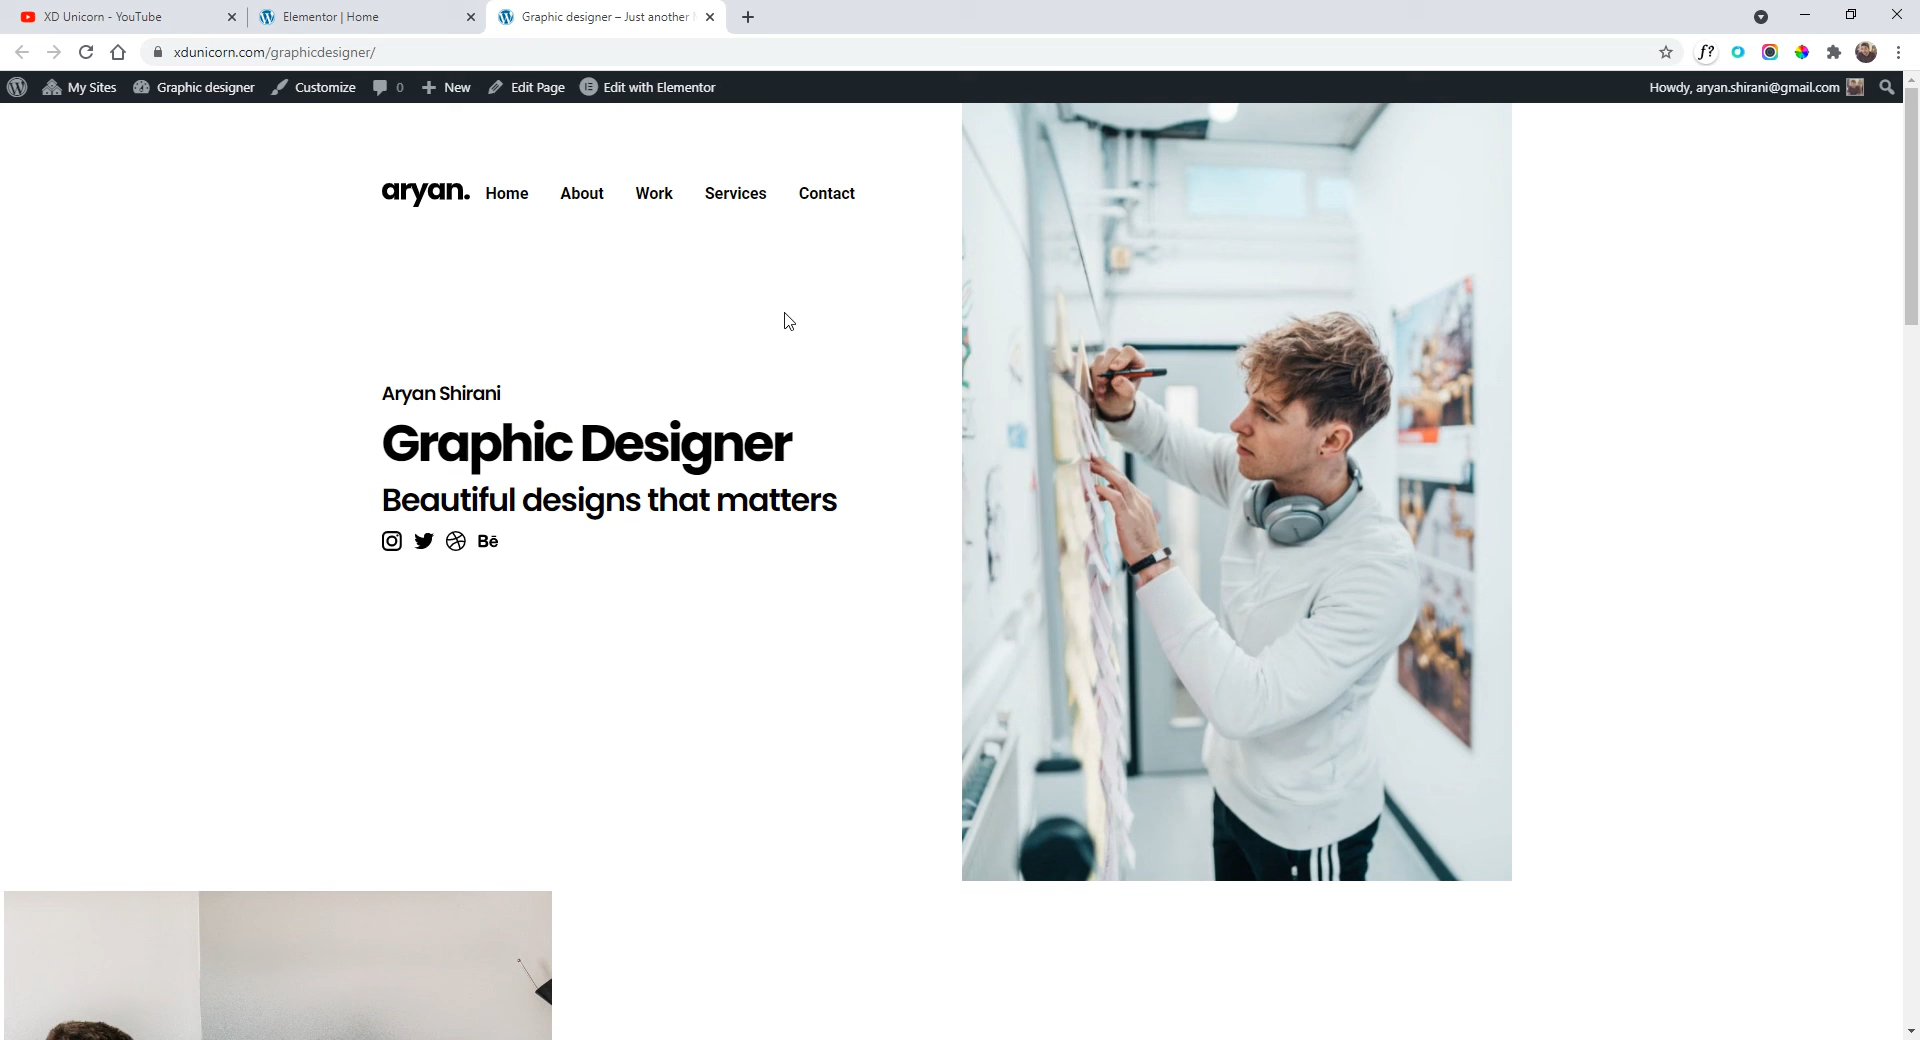 XD Unicorn - YouTube
Elementor | Home
Graphic designer – Just another
xdunicorn.com/graphicdesigner/
f?
My Sites
Graphic designer
Customize
0
New
Edit Page
Edit with Elementor
Howdy, aryan.shirani@gmail.com
aryan.
Home
About
Work
Services
Contact
Aryan Shirani
Graphic Designer
Beautiful designs that matters
Bē